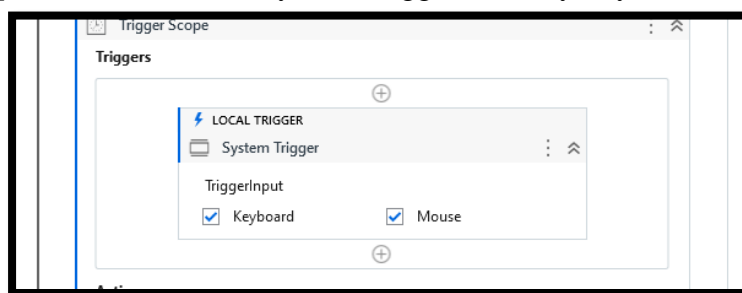 Trigger Scope
Triggers
LOCAL TRIGGER
System Trigger
TriggerInput
Keyboard
Mouse